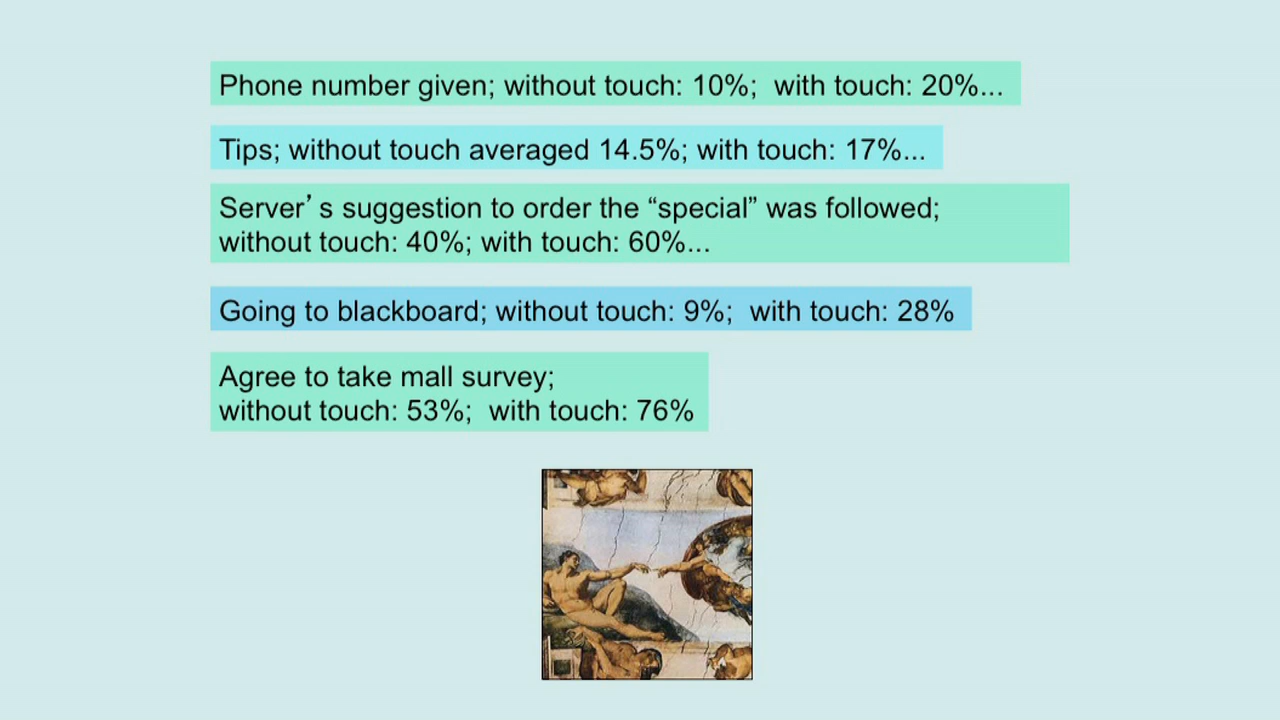 Phone number given; without touch: 10%;  with touch: 20%...
Tips; without touch averaged 14.5%; with touch: 17%...
Server’s suggestion to order the “special” was followed;
without touch: 40%; with touch: 60%...
Going to blackboard; without touch: 9%;  with touch: 28%
Agree to take mall survey;
without touch: 53%;  with touch: 76%